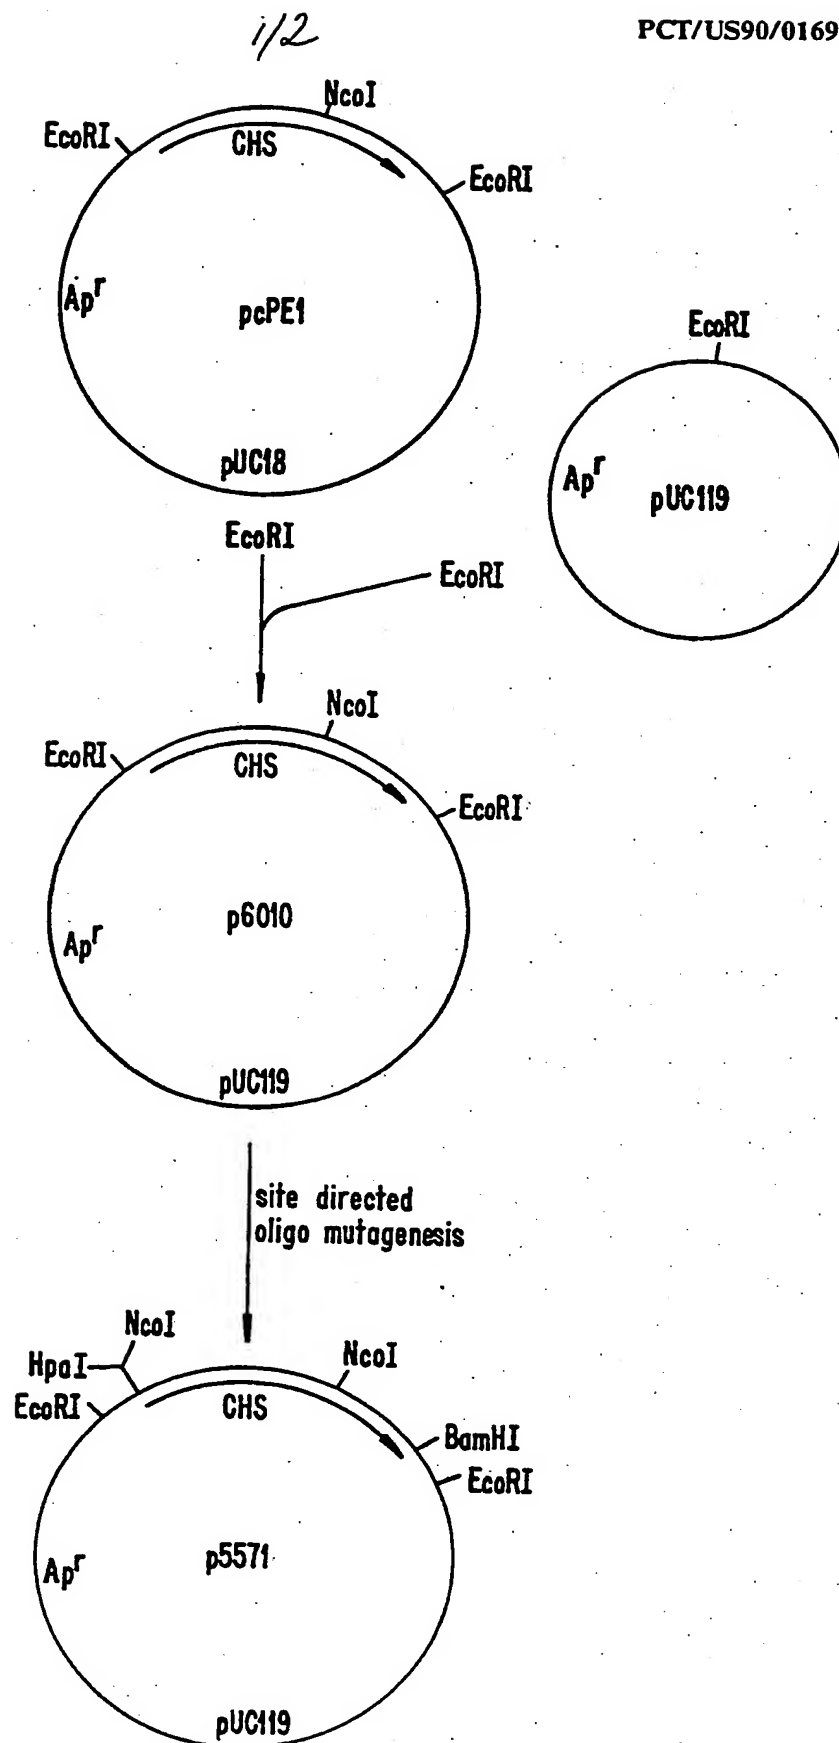 1/2
PCT/US90/0169
NcoI
EcoRI
CHS
EcoRI
Apr
pcPE1
pUC18
EcoRI
Apr
pUC119
EcoRI
EcoRI
NcoI
EcoRI
CHS
EcoRI
Apr
p6010
pUC119
site directed
oligo mutagenesis
NcoI
HpaI
NcoI
EcoRI
CHS
BamHI
EcoRI
Apr
p5571
pUC119